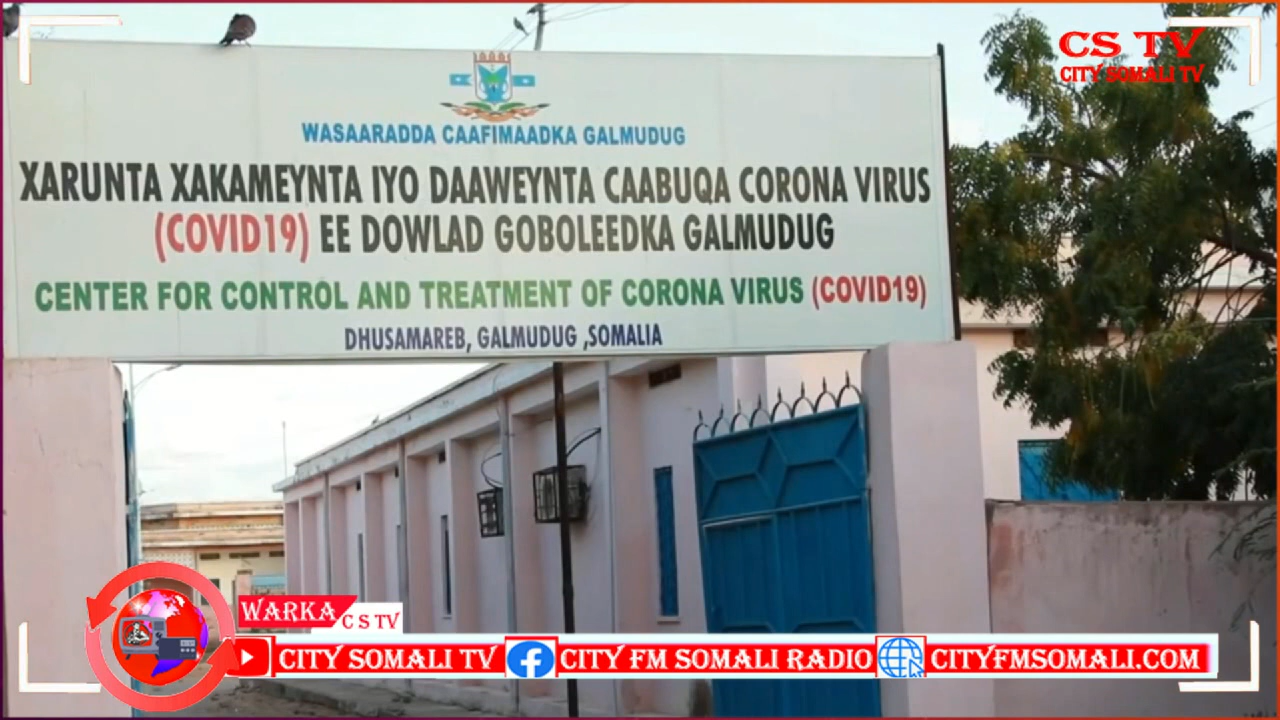 CS TV
CITY SOMALI TV
WASAARADDA CAAFIMAADKA GALMUDUG
XARUNTA XAKAMEYNTA IYO DAAWEYNTA CAABUQA CORONA VIRUS
(COVID19) EE DOWLAD GOBOLEEDKA GALMUDUG
CENTER FOR CONTROL AND TREATMENT OF CORONA VIRUS (COVID19)
DHUSAMAREB, GALMUDUG ,SOMALIA
WARKA
C S TV
CITY SOMALI TV
CITY FM SOMALI RADIO
CITYFMSOMALI.COM